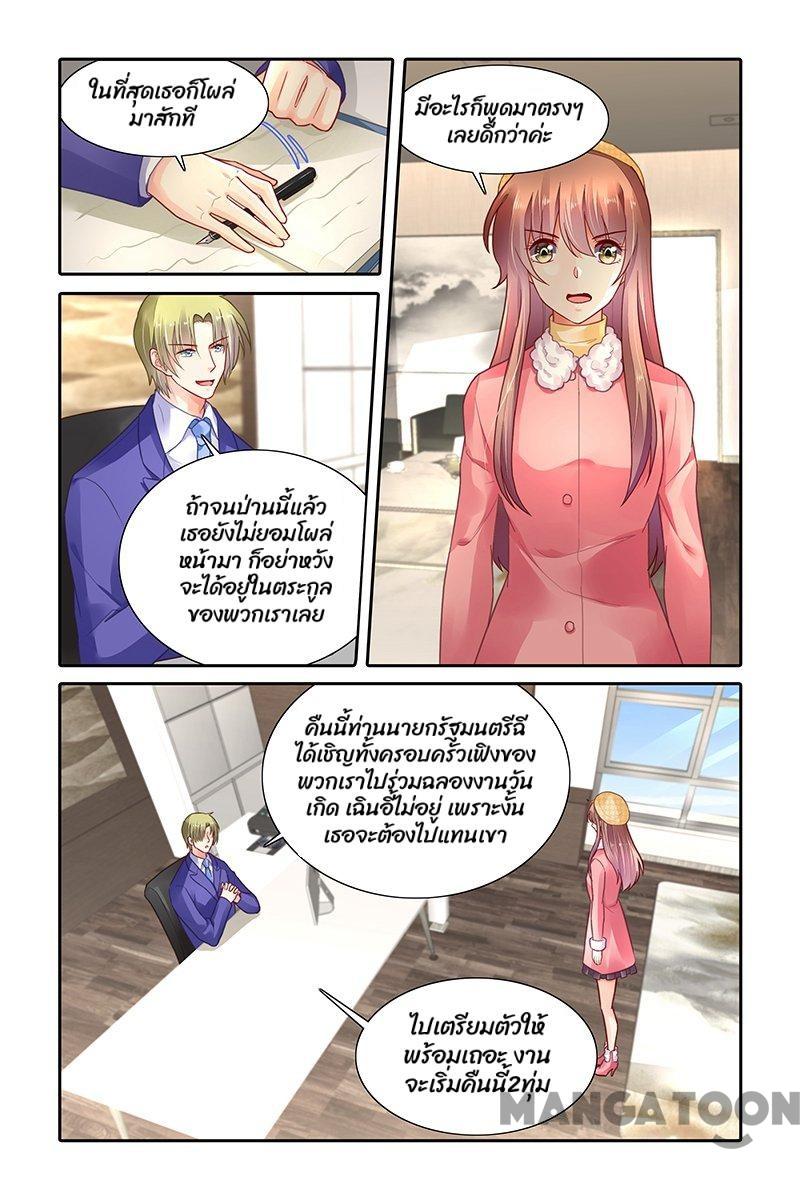 ในที่สุดเธอก็โผล่
มาสักที
มีอะไรก็พูดมาตรงๆ
เลยดีกว่าค่ะ
ถ้าจนป่านนี้แล้ว
เธอยังไม่ยอมโผล่
หน้ามา ก็อย่าหวัง
จะได้อยู่ในตระกูล
ของพวกเราเลย
คืนนี้ท่านนายกรัฐมนตรีฉี
ได้เชิญทั้งครอบครัวเฟิงของ
พวกเราไปร่วมฉลองงานวัน
เกิด เฉินอี้ไม่อยู่ เพราะงั้น
เธอจะต้องไปแทนเขา
ไปเตรียมตัวให้
พร้อมเถอะ งาน
จะเริ่มคืนนี้2ทุ่ม
MANGATOON